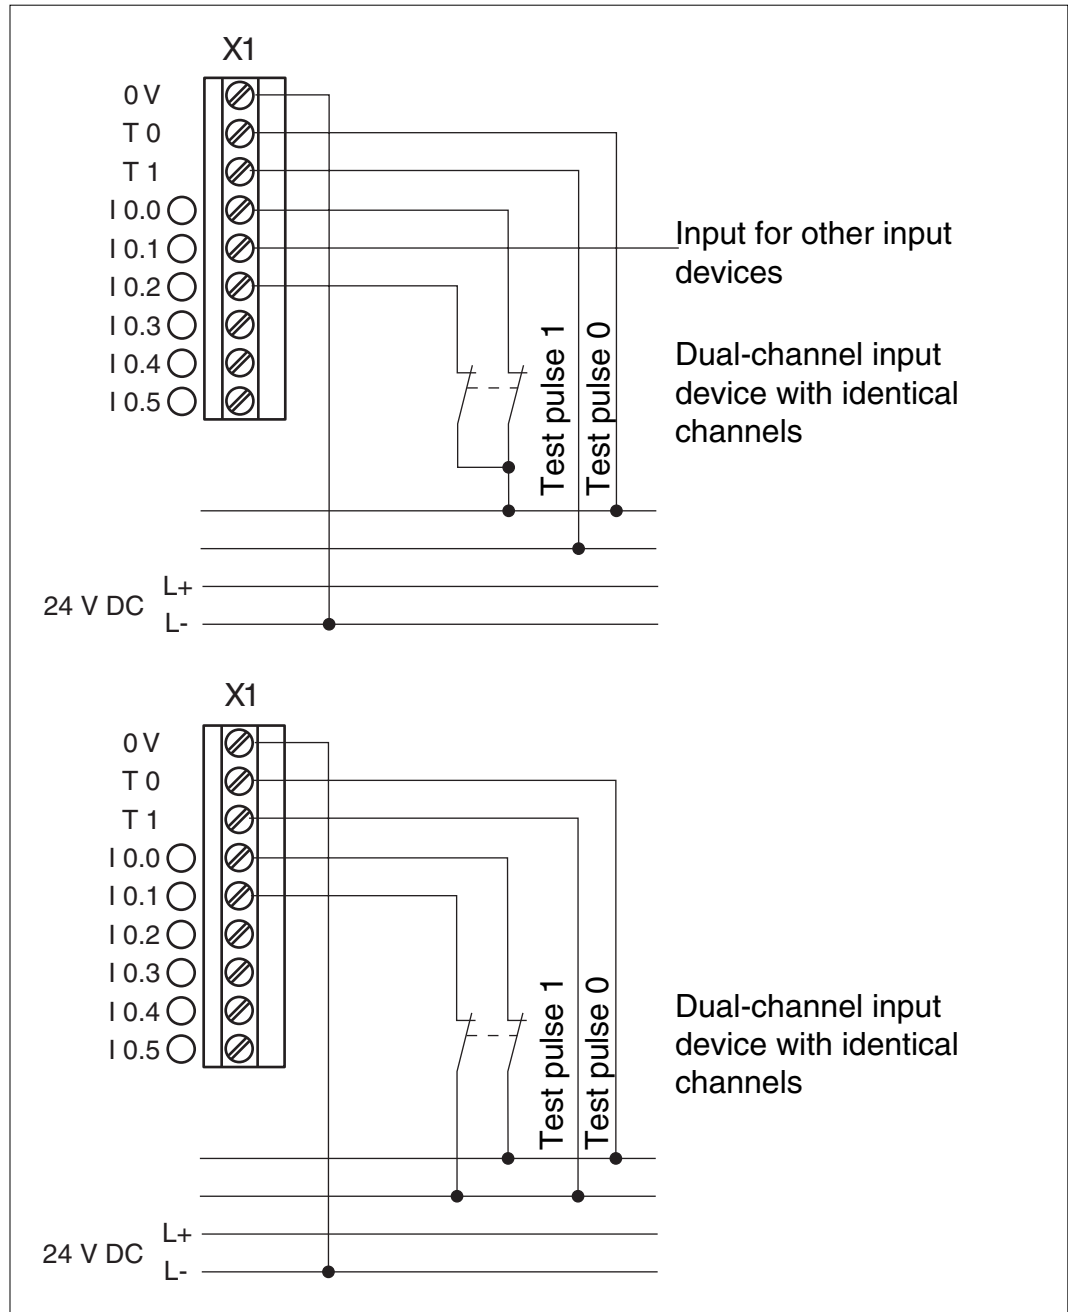 X1
0 V
T 0
T 1
I 0.0
I 0.1
I 0.2
I 0.3
I 0.4
I 0.5
Input for other input
devices
Dual-channel input
device with identical
channels
Test pulse 1
Test pulse 0
24 V DC
L+
L-
X1
0 V
T 0
T 1
I 0.0
I 0.1
I 0.2
I 0.3
I 0.4
I 0.5
Dual-channel input
device with identical
channels
Test pulse 1
Test pulse 0
24 V DC
L+
L-